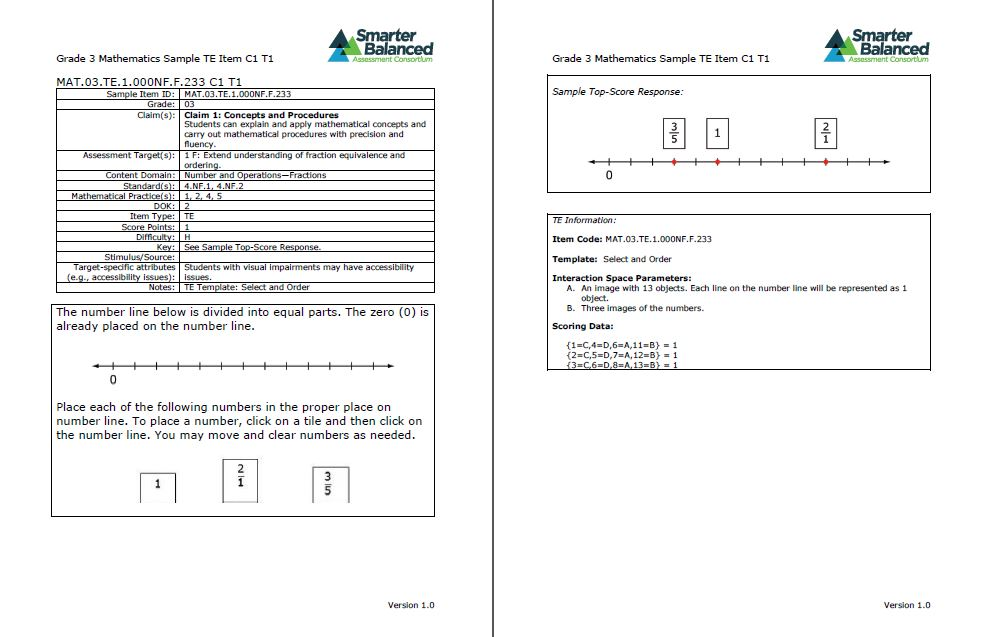 Smarter
Balanced
Assessment Consortium
Grade 3 Mathematics Sample TE Item C1 T1
MAT.03.TE.1.000NF.F.233 C1 T1
Sample Item ID: MAT.03.TE.1.000NF.F.233
Grade: 03
Claim(s): Claim 1: Concepts and Procedures
Students can explain and apply mathematical concepts and
carry out mathematical procedures with precision and
fluency.
Assessment Target(s): 1 F: Extend understanding of fraction equivalence and
ordering.
Content Domain: Number and Operations—Fractions
Standard(s): 4.NF.1, 4.NF.2
Mathematical Practice(s): 1, 2, 4, 5
DOK: 2
Item Type: TE
Score Points: 1
Difficulty: H
Key: See Sample Top-Score Response.
Stimulus/Source:
Target-specific attributes Students with visual impairments may have accessibility
(e.g., accessibility issues): issues.
Notes: TE Template: Select and Order
The number line below is divided into equal parts. The zero (0) is
already placed on the number line.
0
Place each of the following numbers in the proper place on
number line. To place a number, click on a tile and then click on
the number line. You may move and clear numbers as needed.
1 2/1 3/5
Version 1.0
Smarter
Balanced
Assessment Consortium
Grade 3 Mathematics Sample TE Item C1 T1
Sample Top-Score Response:
3/5 1 2/1
0
TE Information:
Item Code: MAT.03.TE.1.000NF.F.233
Template: Select and Order
Interaction Space Parameters:
A. An image with 13 objects. Each line on the number line will be represented as 1
object.
B. Three images of the numbers.
Scoring Data:
{1=C,4=D,6=A,11=B} = 1
{2=C,5=D,7=A,12=B} = 1
{3=C,6=D,8=A,13=B} = 1
Version 1.0